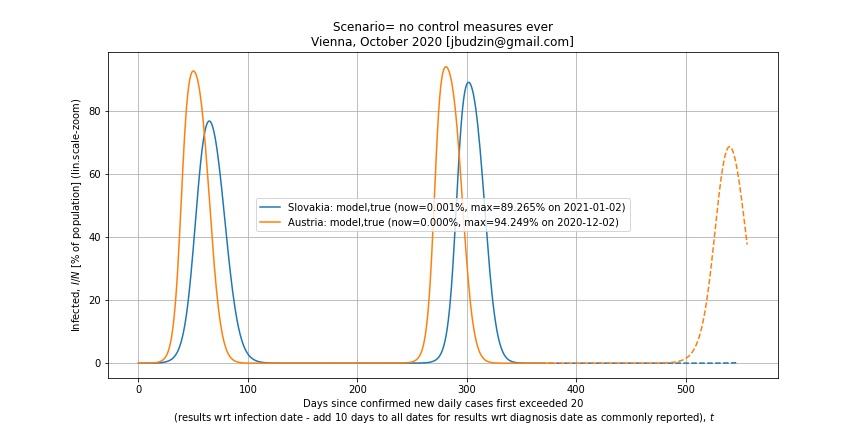 Scenario= no control measures ever
Vienna, October 2020 [jbudzin@gmail.com]
Infected, I/N [% of population] (lin.scale-zoom)
80
60
40
20
0
Slovakia: model,true (now=0.001%, max=89.265% on 2021-01-02)
Austria: model,true (now=0.000%, max=94.249% on 2020-12-02)
0 100 200 300 400 500
Days since confirmed new daily cases first exceeded 20
(results wrt infection date - add 10 days to all dates for results wrt diagnosis date as commonly reported), t